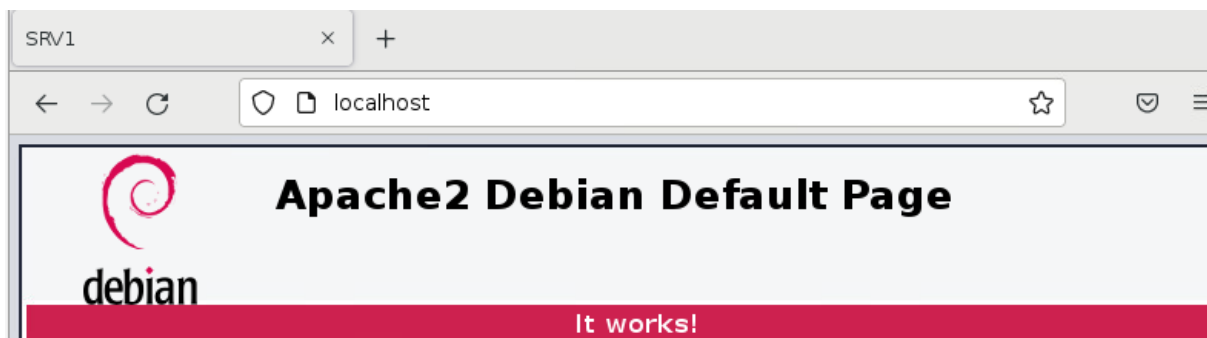 SRV1
localhost
Apache2 Debian Default Page
debian
It works!